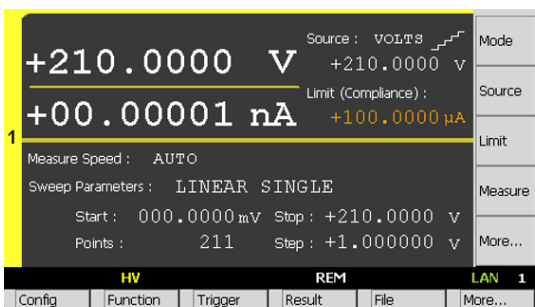 +210.0000 V
Source : VOLTS
+210.0000 V
+00.00001 nA
Limit (Compliance) :
+100.0000 µA
1
Measure Speed : AUTO
Sweep Parameters : LINEAR SINGLE
Start : 000.0000 mV Stop : +210.0000 V
Points : 211 Step : +1.000000 V
Mode
Source
Limit
Measure
More...
HV REM LAN 1
Config Function Trigger Result File More...